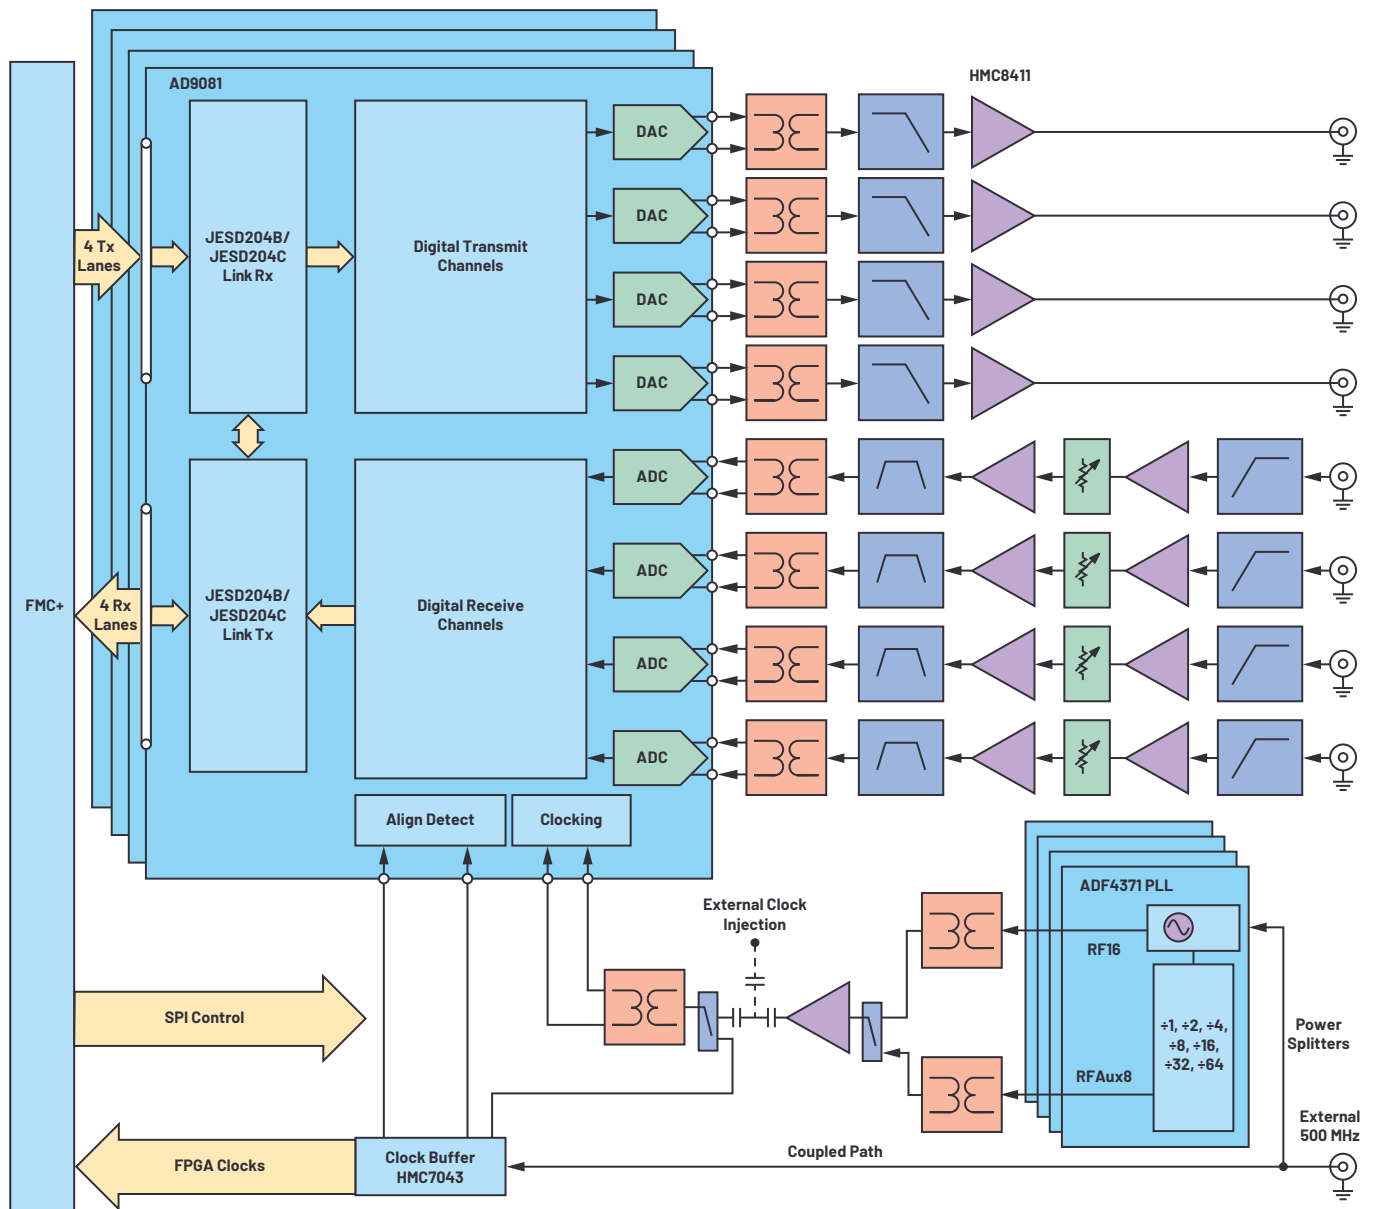 AD9081
HMC8411
DAC
DAC
DAC
DAC
4 Tx
Lanes
JESD204B/
JESD204C
Link Rx
Digital Transmit
Channels
ADC
ADC
ADC
ADC
FMC+
4 Rx
Lanes
JESD204B/
JESD204C
Link Tx
Digital Receive
Channels
Align Detect
Clocking
ADF4371 PLL
External Clock
Injection
RF16
SPI Control
÷1, ÷2, ÷4,
÷8, ÷16,
÷32, ÷64
Power
Splitters
RFAux8
External
500 MHz
Coupled Path
FPGA Clocks
Clock Buffer
HMC7043